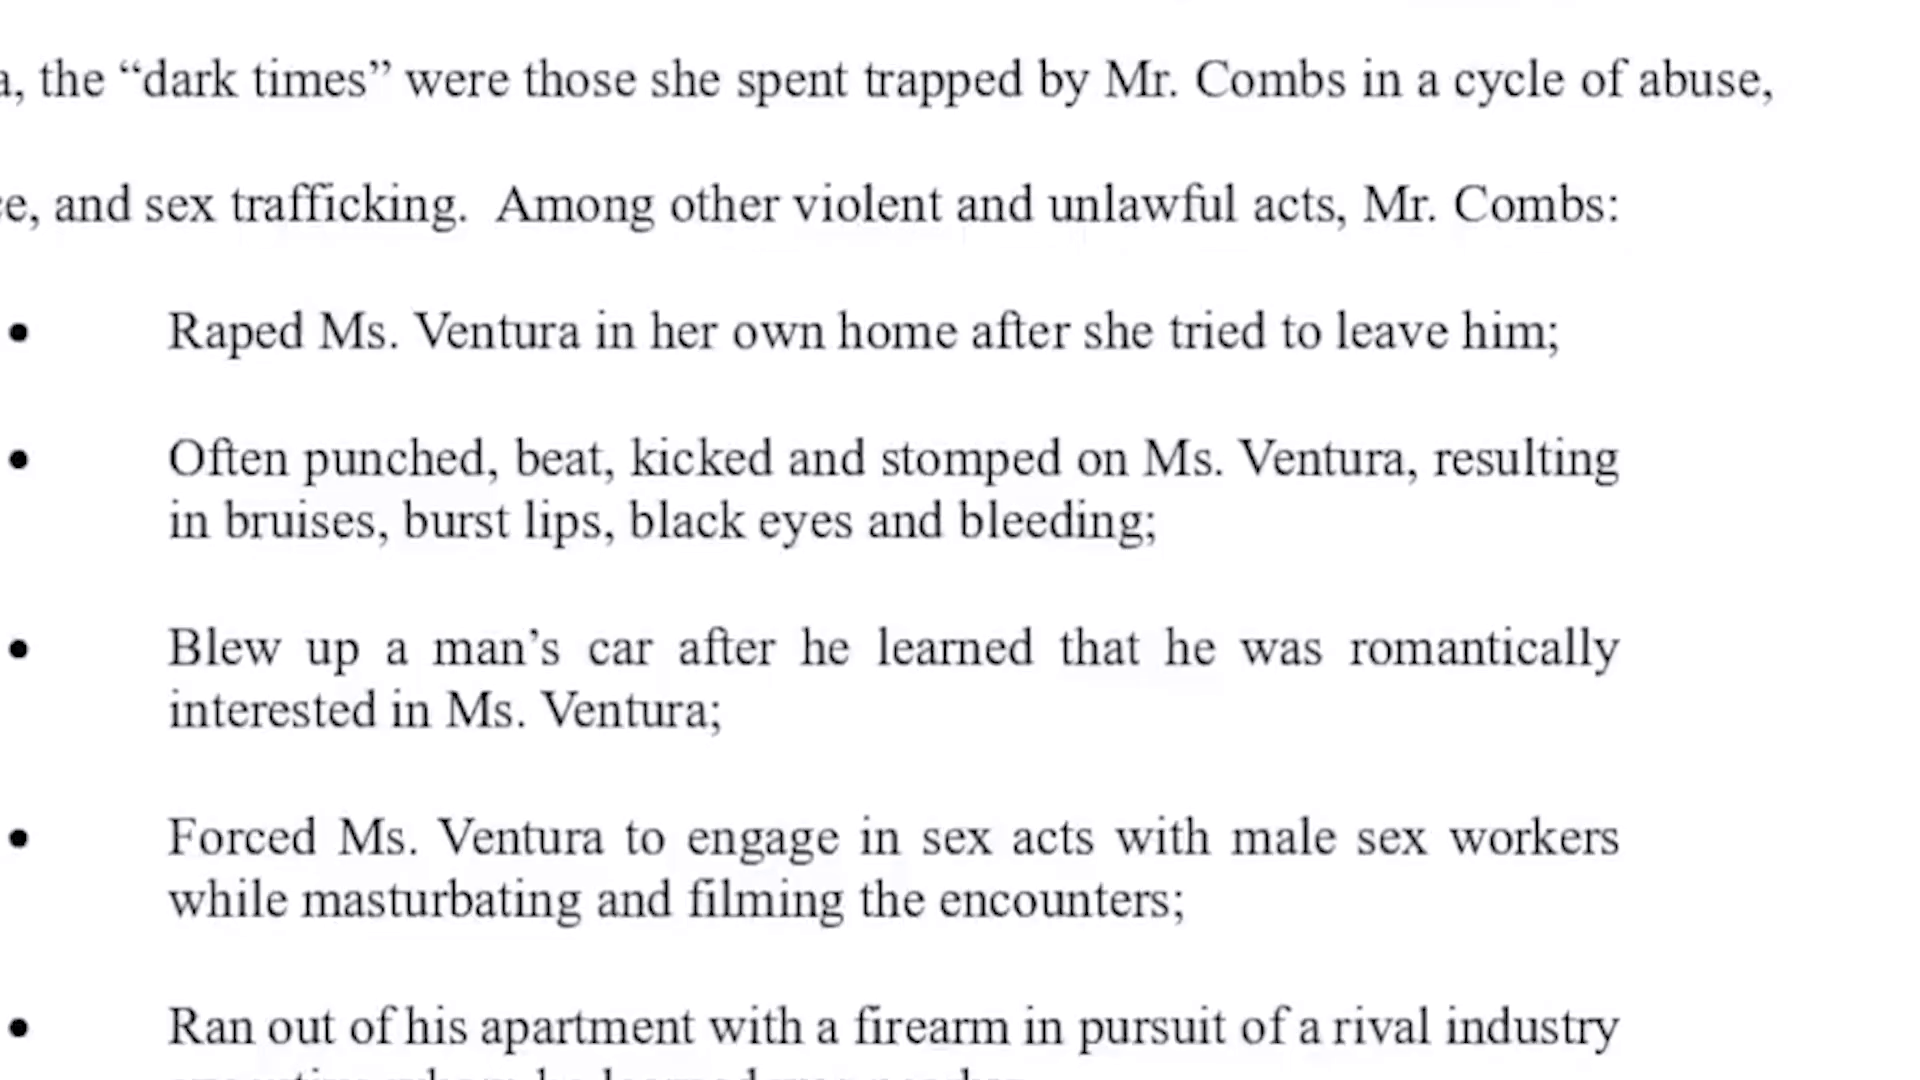 the “dark times” were those she spent trapped by Mr. Combs in a cycle of abuse,
and sex trafficking. Among other violent and unlawful acts, Mr. Combs:
• Raped Ms. Ventura in her own home after she tried to leave him;
• Often punched, beat, kicked and stomped on Ms. Ventura, resulting
in bruises, burst lips, black eyes and bleeding;
• Blew up a man’s car after he learned that he was romantically
interested in Ms. Ventura;
• Forced Ms. Ventura to engage in sex acts with male sex workers
while masturbating and filming the encounters;
• Ran out of his apartment with a firearm in pursuit of a rival industry